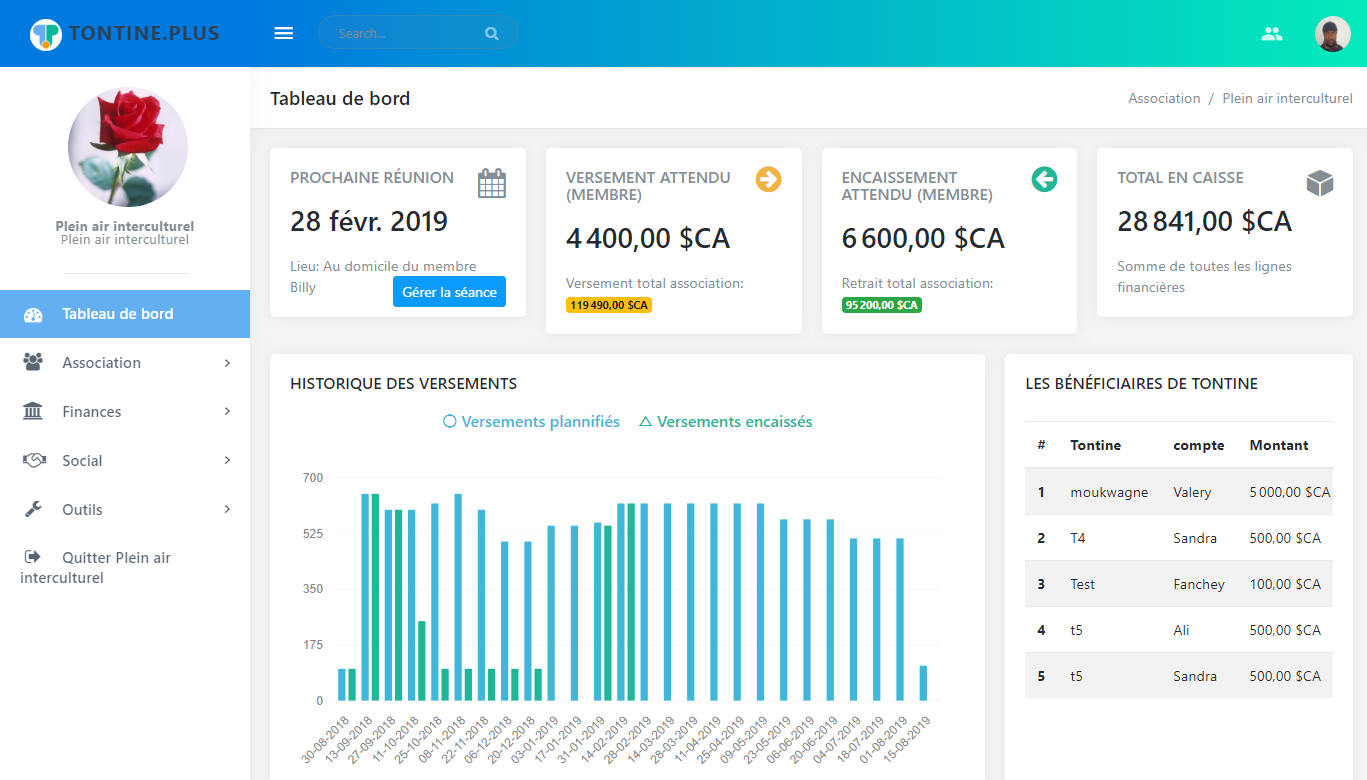 TONTINE.PLUS
Search...
Plein air interculturel
Plein air interculturel
Tableau de bord
Association
Finances
Social
Outils
Quitter Plein air
interculturel
Tableau de bord
Association / Plein air interculturel
PROCHAINE RÉUNION
28 févr. 2019
Lieu: Au domicile du membre
Billy
Gérer la séance
VERSEMENT ATTENDU
(MEMBRE)
4 400,00 $CA
Versement total association:
119 490,00 $CA
ENCAISSEMENT
ATTENDU (MEMBRE)
6 600,00 $CA
Retrait total association:
95 200,00 $CA
TOTAL EN CAISSE
28 841,00 $CA
Somme de toutes les lignes
financières
HISTORIQUE DES VERSEMENTS
Versements plannifiés Versements encaissés
700
525
350
175
0
30-08-2018
13-09-2018
27-09-2018
11-10-2018
25-10-2018
08-11-2018
22-11-2018
06-12-2018
20-12-2018
03-01-2019
17-01-2019
31-01-2019
14-02-2019
28-02-2019
14-03-2019
28-03-2019
11-04-2019
25-04-2019
09-05-2019
23-05-2019
06-06-2019
20-06-2019
04-07-2019
18-07-2019
01-08-2019
15-08-2019
LES BÉNÉFICIAIRES DE TONTINE
# Tontine compte Montant
1 moukwagne Valery 5 000,00 $CA
2 T4 Sandra 500,00 $CA
3 Test Fanchey 100,00 $CA
4 t5 Ali 500,00 $CA
5 t5 Sandra 500,00 $CA